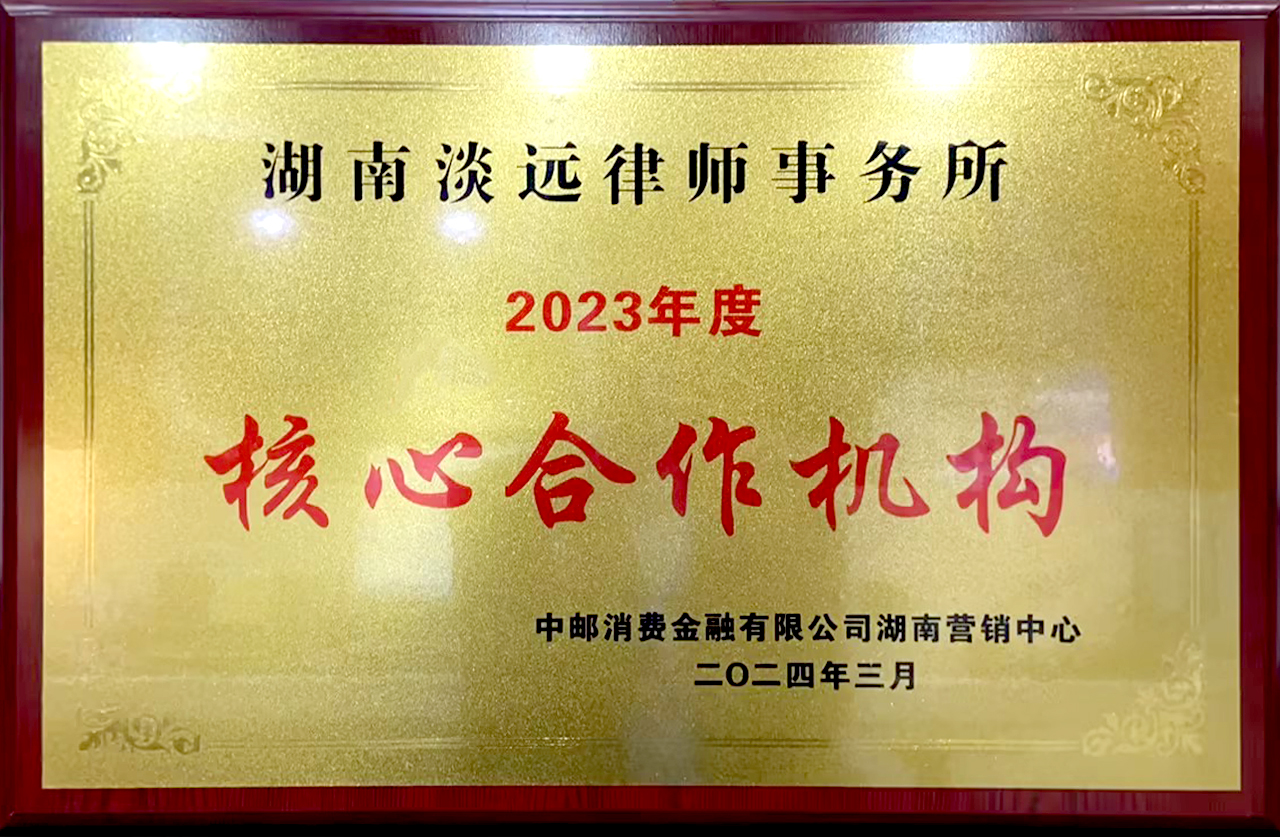 湖南淡远律师事务所
2023年度
核心合作机构
中邮消费金融有限公司湖南营销中心
二〇二四年三月